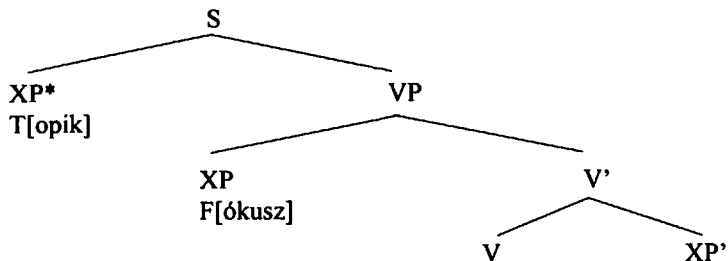 S
XP* VP
T[opik]
XP V’
F[ókusz]
V XP’